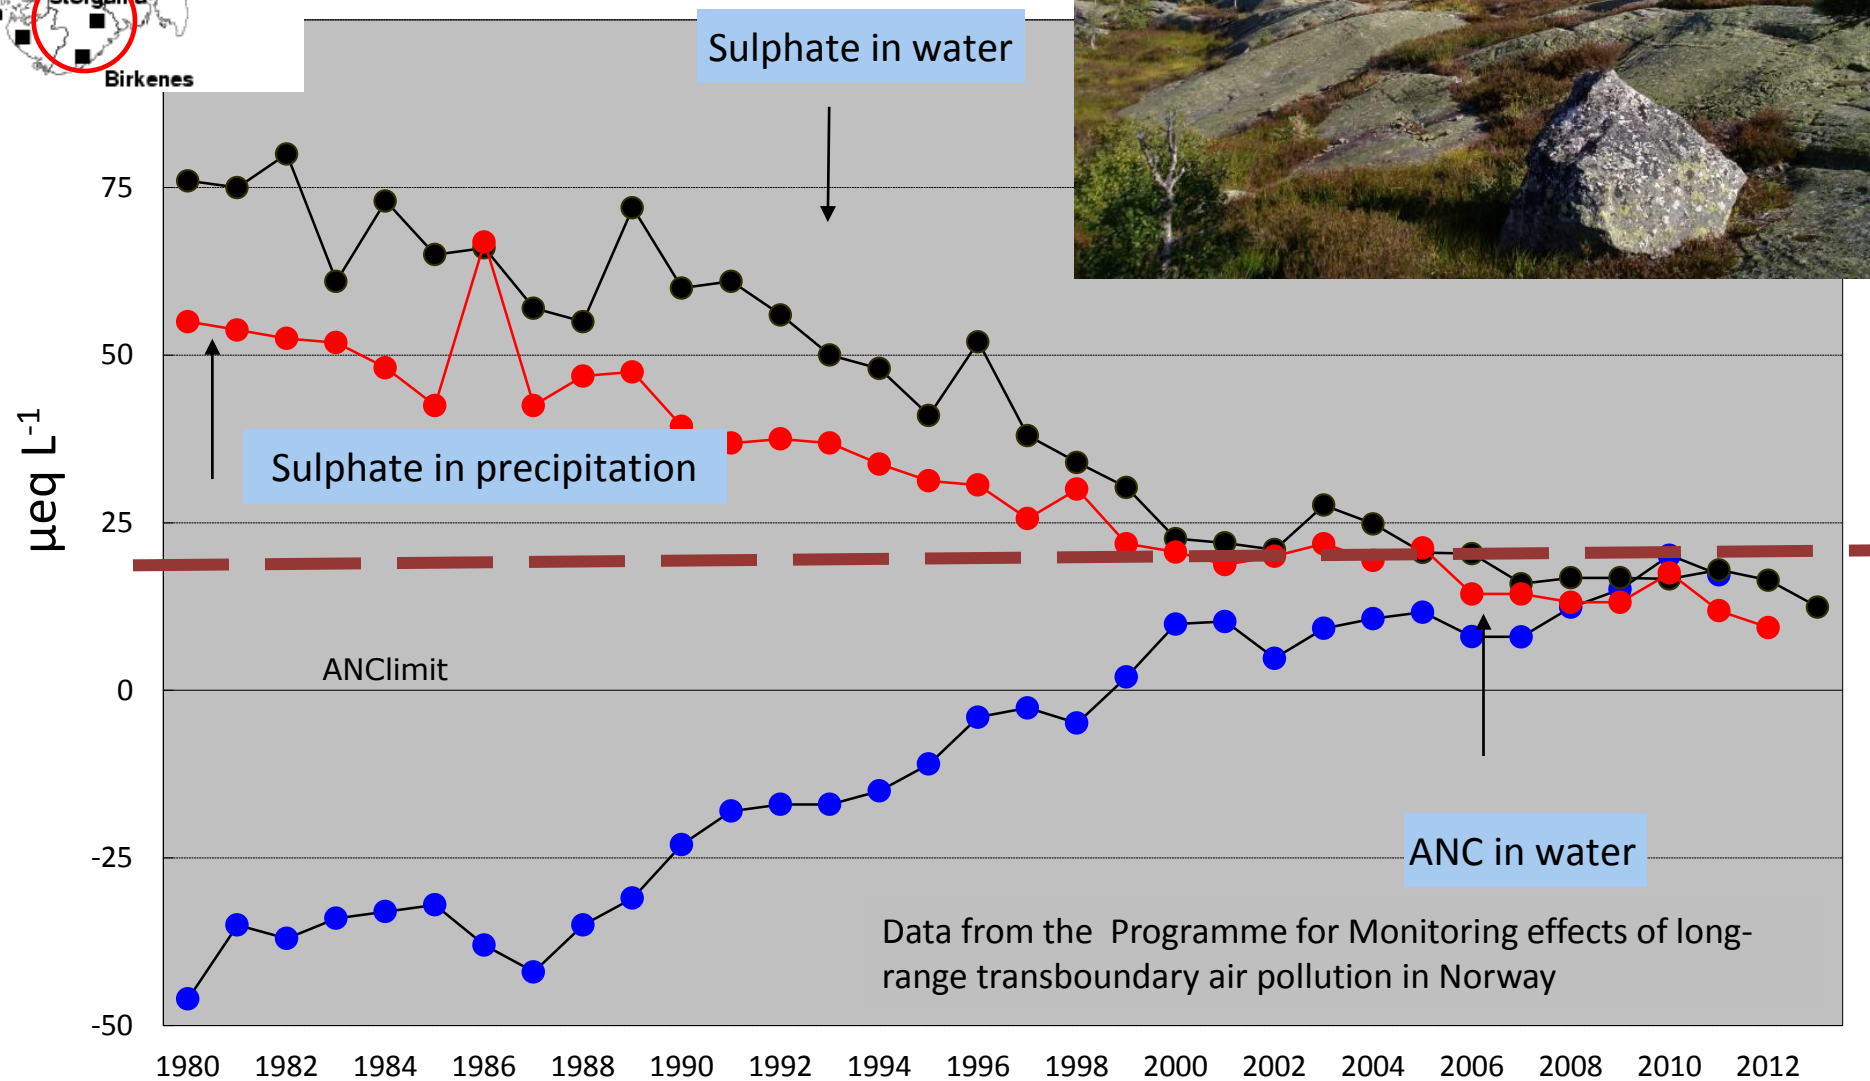 Birkenes
Sulphate in water
75
50
25
0
-25
-50
µeq L⁻¹
Sulphate in precipitation
ANClimit
ANC in water
Data from the Programme for Monitoring effects of long-
range transboundary air pollution in Norway
1980 1982 1984 1986 1988 1990 1992 1994 1996 1998 2000 2002 2004 2006 2008 2010 2012